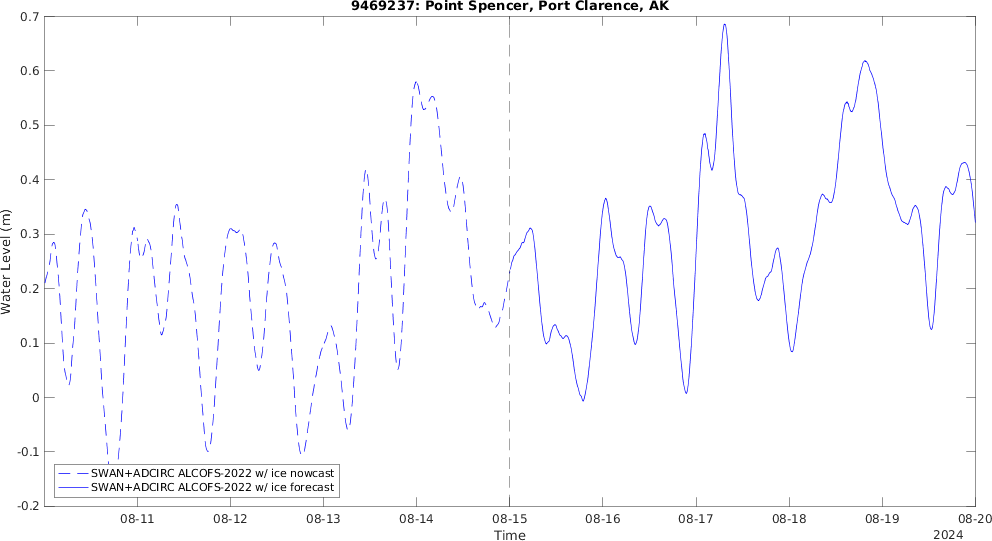 9469237: Point Spencer, Port Clarence, AK
0.7
0.6
0.5
0.4
0.3
0.2
0.1
0
-0.1
-0.2
Water Level (m)
SWAN+ADCIRC ALCOFS-2022 w/ ice nowcast
SWAN+ADCIRC ALCOFS-2022 w/ ice forecast
08-11 08-12 08-13 08-14 08-15 08-16 08-17 08-18 08-19 08-20
Time
2024